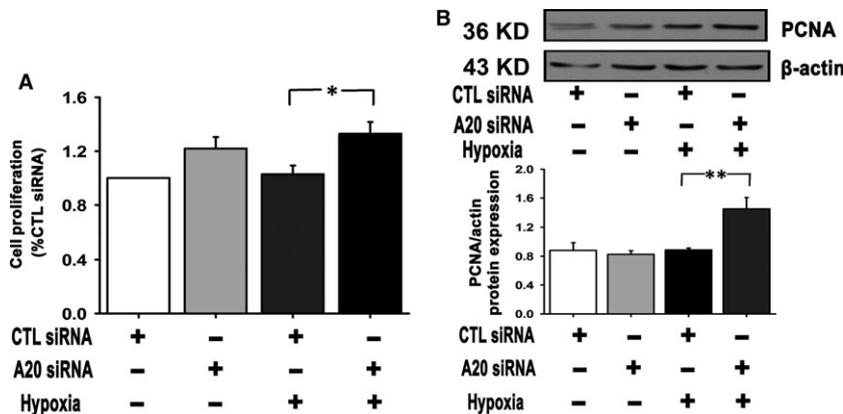 A
Cell proliferation
(%CTL siRNA)
1.6
1.2
0.8
0.4
0.0
*
CTL siRNA + – + –
A20 siRNA – + – +
Hypoxia – – + +
B
36 KD PCNA
43 KD β-actin
CTL siRNA + – + –
A20 siRNA – + – +
Hypoxia – – + +
PCNA/actin
protein expression
2.0
1.6
1.2
0.8
0.4
0.0
**
CTL siRNA + – + –
A20 siRNA – + – +
Hypoxia – – + +